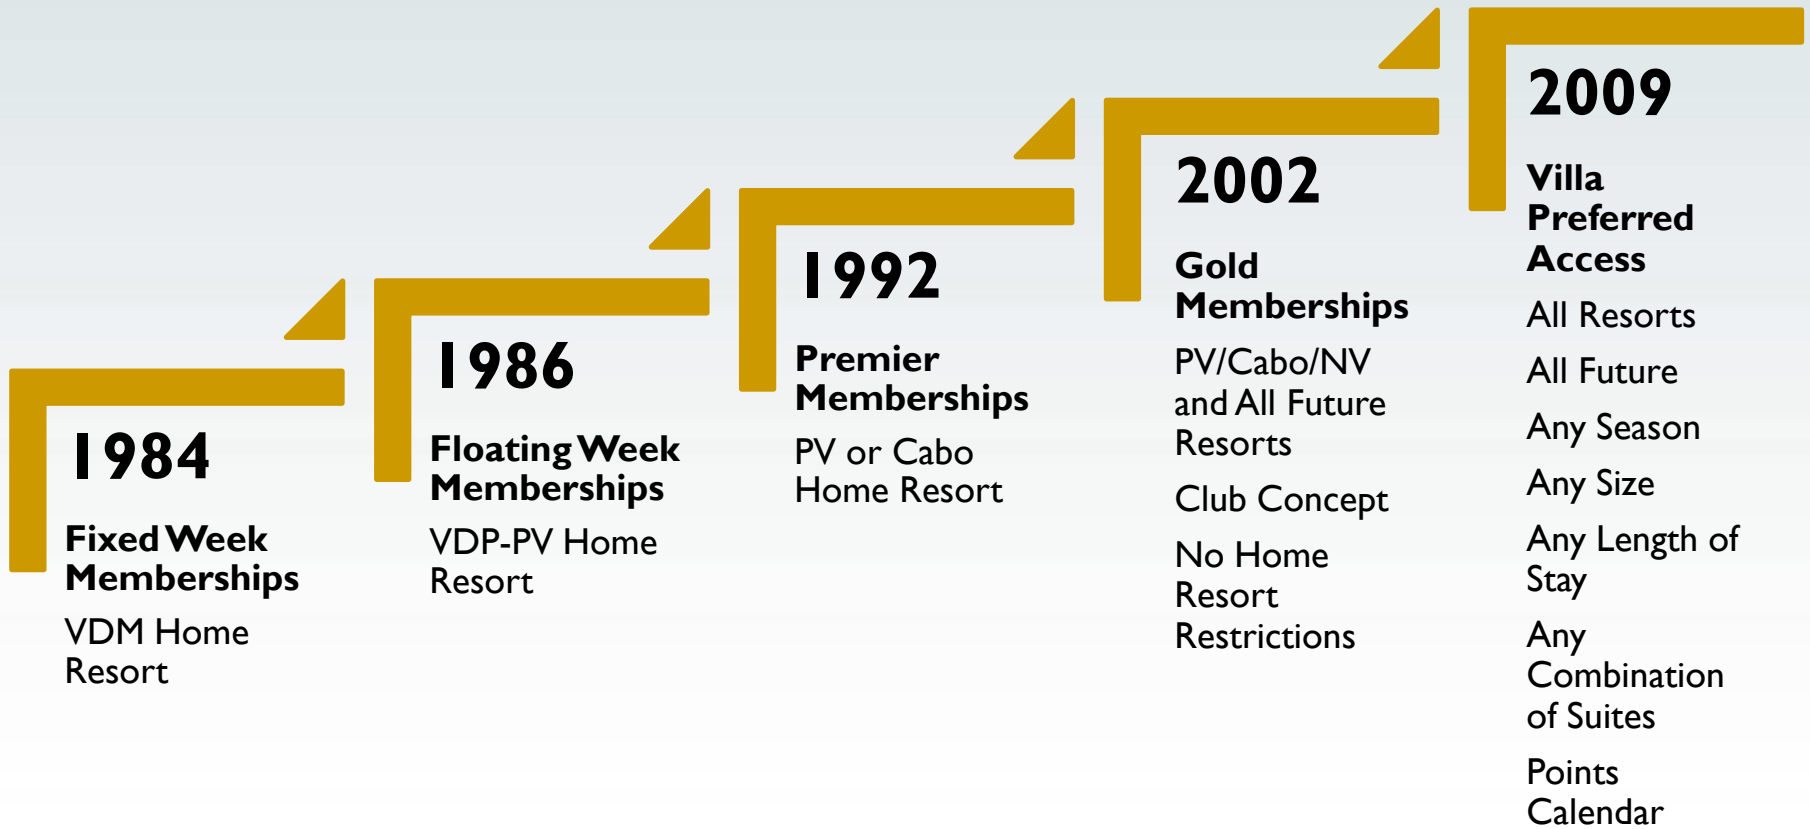 1984
Fixed Week
Memberships
VDM Home
Resort
1986
Floating Week
Memberships
VDP-PV Home
Resort
1992
Premier
Memberships
PV or Cabo
Home Resort
2002
Gold
Memberships
PV/Cabo/NV
and All Future
Resorts
Club Concept
No Home
Resort
Restrictions
2009
Villa
Preferred
Access
All Resorts
All Future
Any Season
Any Size
Any Length of
Stay
Any
Combination
of Suites
Points
Calendar